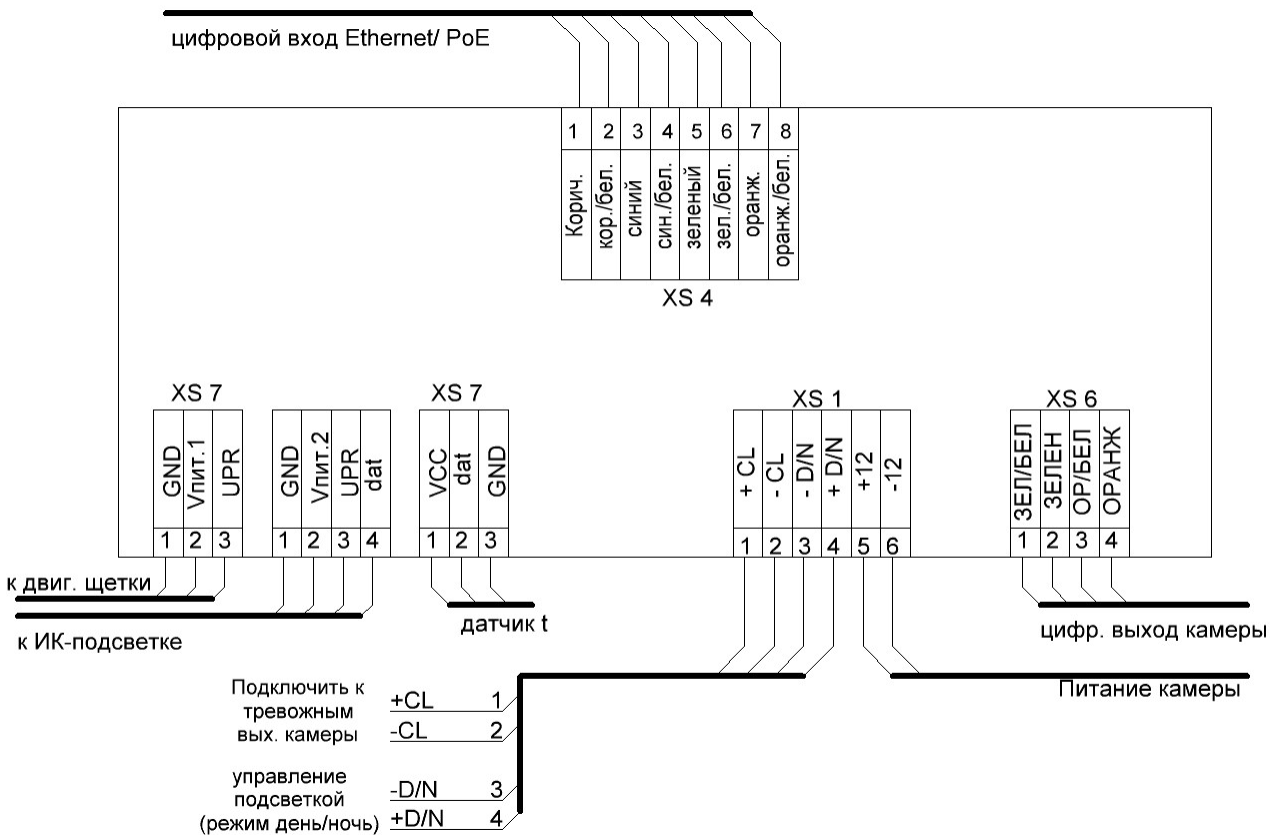 цифровой вход Ethernet/ PoE
1 2 3 4 5 6 7 8
Корич.
кор./бел.
синий
син./бел.
зеленый
зел./бел.
оранж.
оранж./бел.
XS 4
XS 7
GND
Vпит.1
UPR
1 2 3
GND
Vпит.2
UPR
dat
1 2 3 4
XS 7
VCC
dat
GND
1 2 3
XS 1
+ CL
- CL
- D/N
+ D/N
+12
-12
1 2 3 4 5 6
XS 6
ЗЕЛ/БЕЛ
ЗЕЛЕН
ОР/БЕЛ
ОРАНЖ
1 2 3 4
к двиг. щетки
к ИК-подсветке
датчик t
цифр. выход камеры
Питание камеры
Подключить к
тревожным
вых. камеры
+CL 1
-CL 2
управление
подсветкой
(режим день/ночь)
-D/N 3
+D/N 4